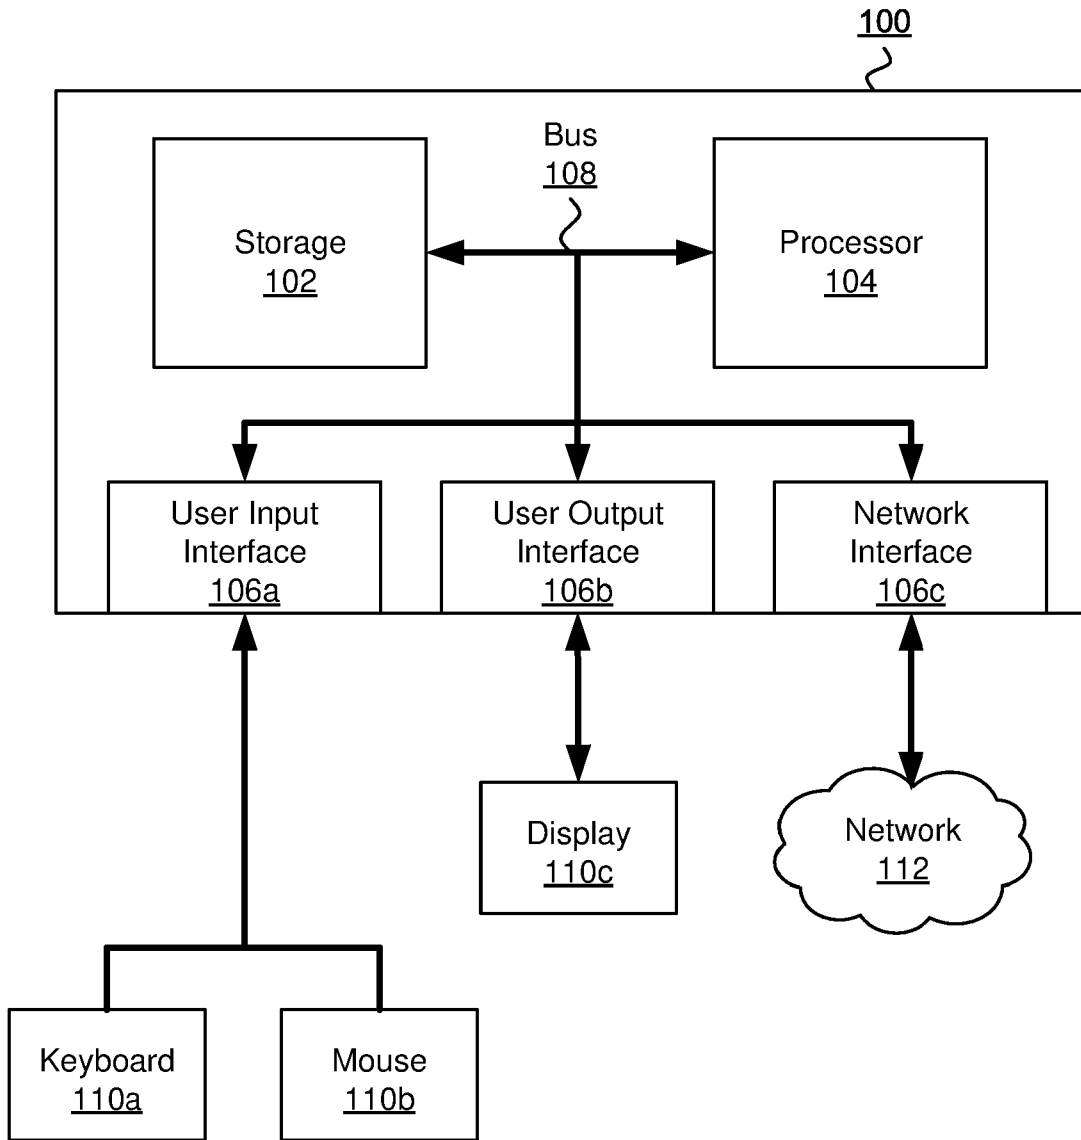 100
Bus
108
Storage
102
Processor
104
User Input
Interface
106a
User Output
Interface
106b
Network
Interface
106c
Display
110c
Network
112
Keyboard
110a
Mouse
110b